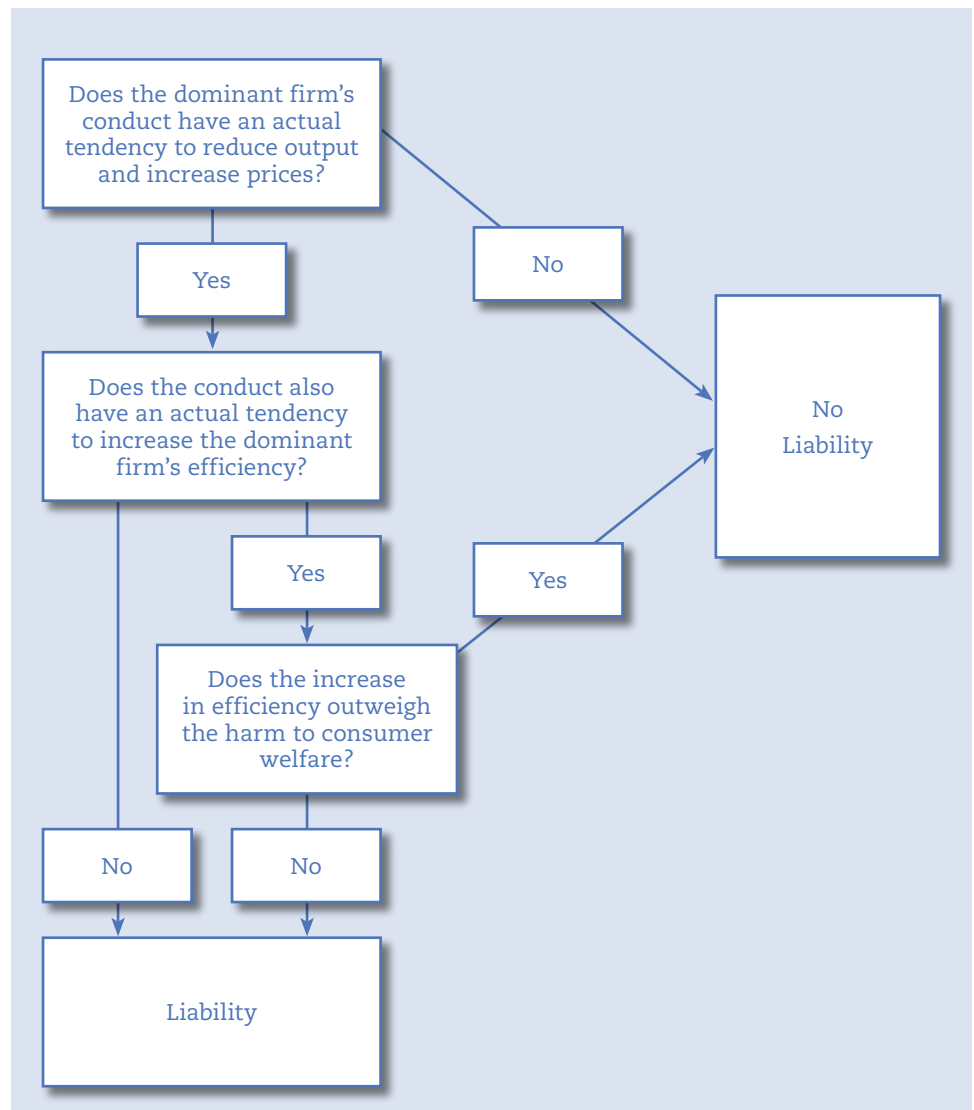 Does the dominant firm’s
conduct have an actual
tendency to reduce output
and increase prices?
No
Yes
No
Liability
Does the conduct also
have an actual tendency
to increase the dominant
firm’s efficiency?
Yes
Yes
Does the increase
in efficiency outweigh
the harm to consumer
welfare?
No
No
Liability